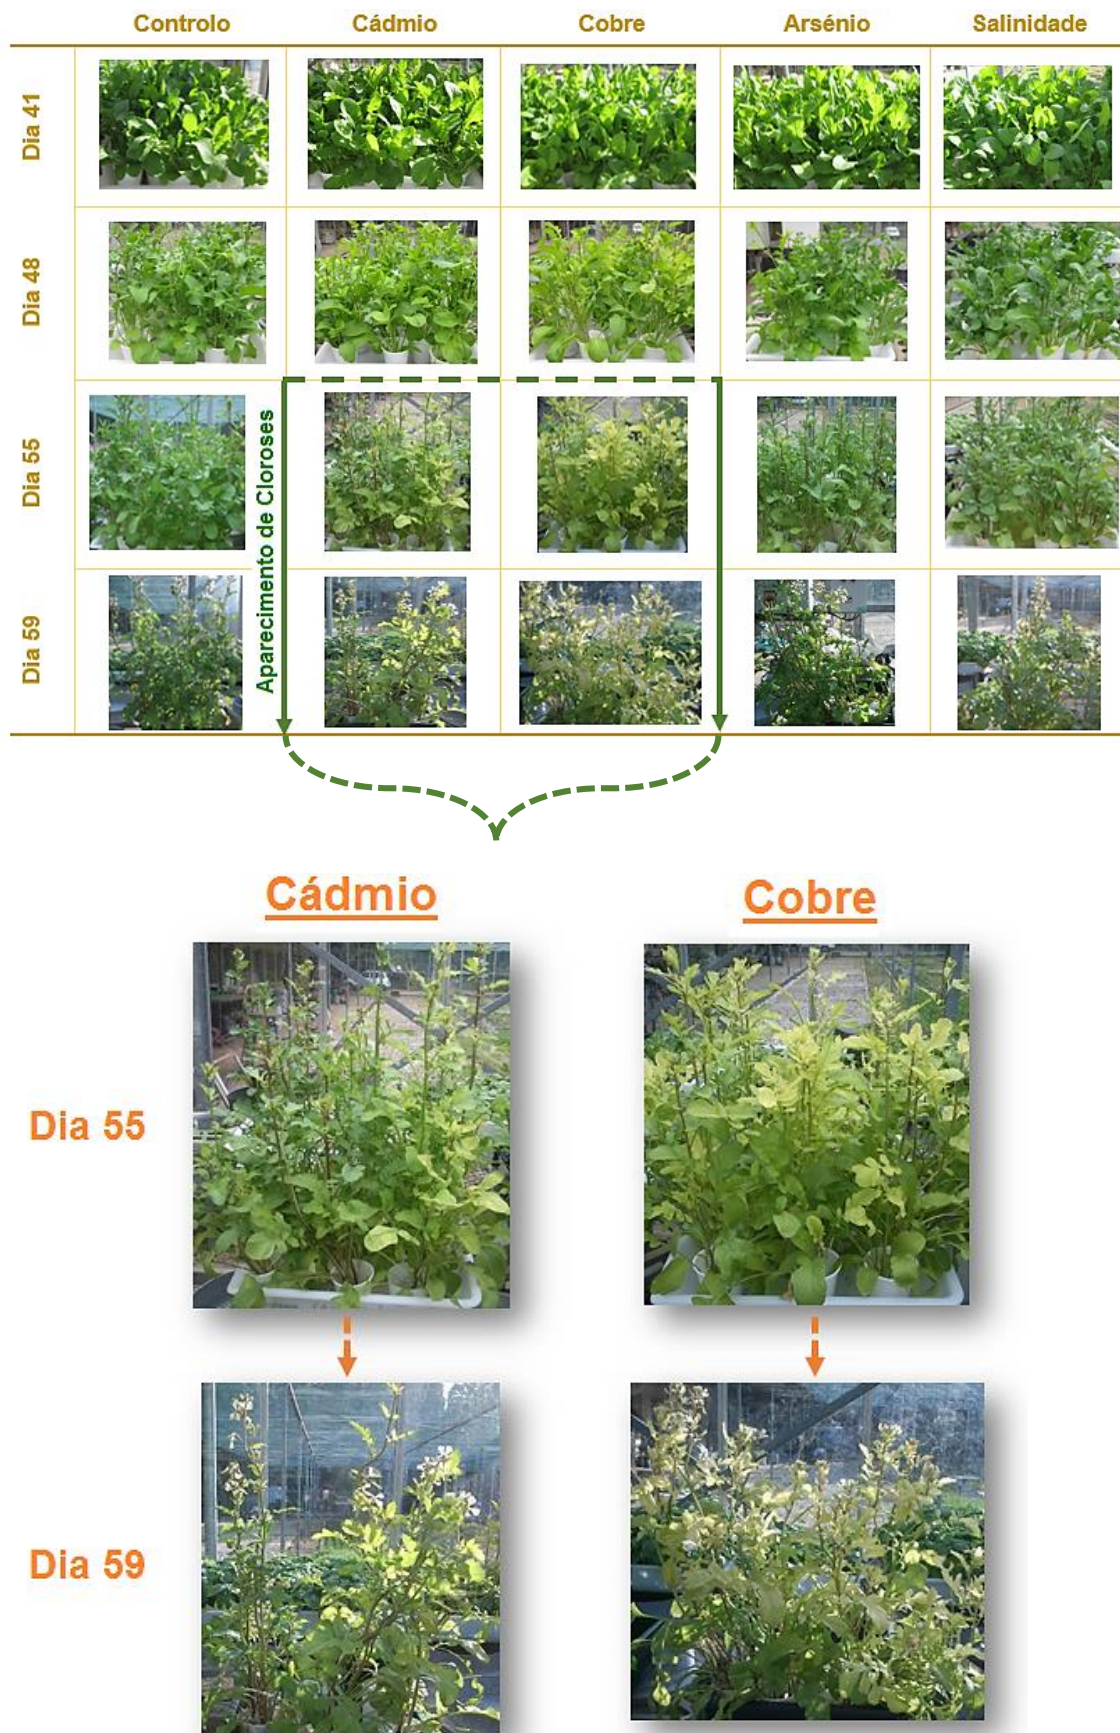 Controlo
Cádmio
Cobre
Arsénio
Salinidade
Dia 41
Dia 48
Dia 55
Dia 59
Aparecimento de Cloroses
Cádmio
Cobre
Dia 55
Dia 59